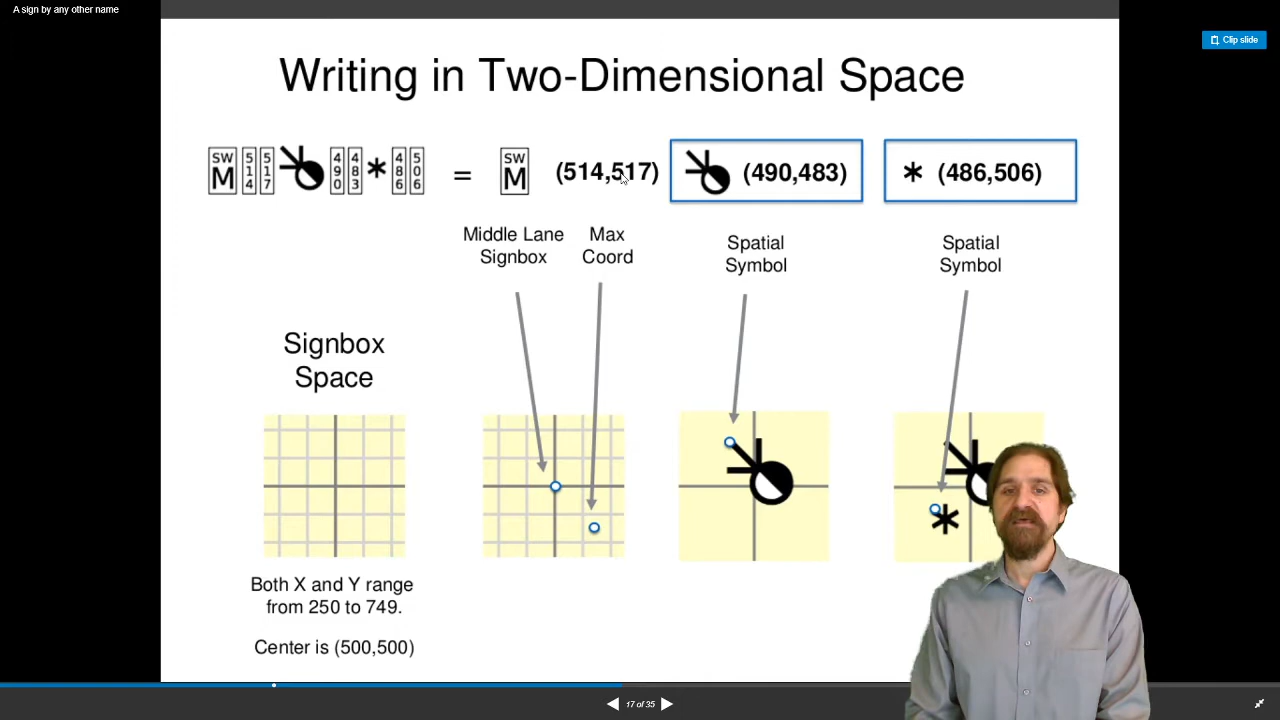 A sign by any other name
Clip slide
Writing in Two-Dimensional Space
SW M 514 517 490 483 * 486 506 = SW M (514,517) (490,483) * (486,506)
Middle Lane Signbox
Max Coord
Spatial Symbol
Spatial Symbol
Signbox
Space
Both X and Y range
from 250 to 749.
Center is (500,500)
17 of 35